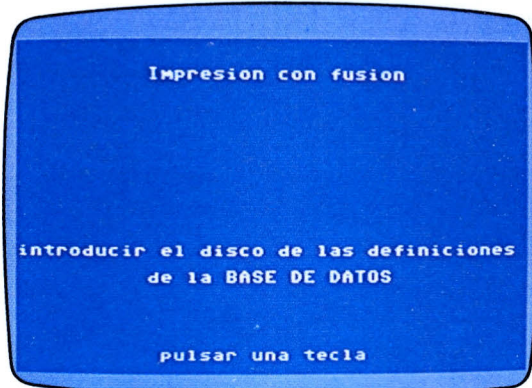 Impresion con fusion
introducir el disco de las definiciones
de la BASE DE DATOS
pulsar una tecla